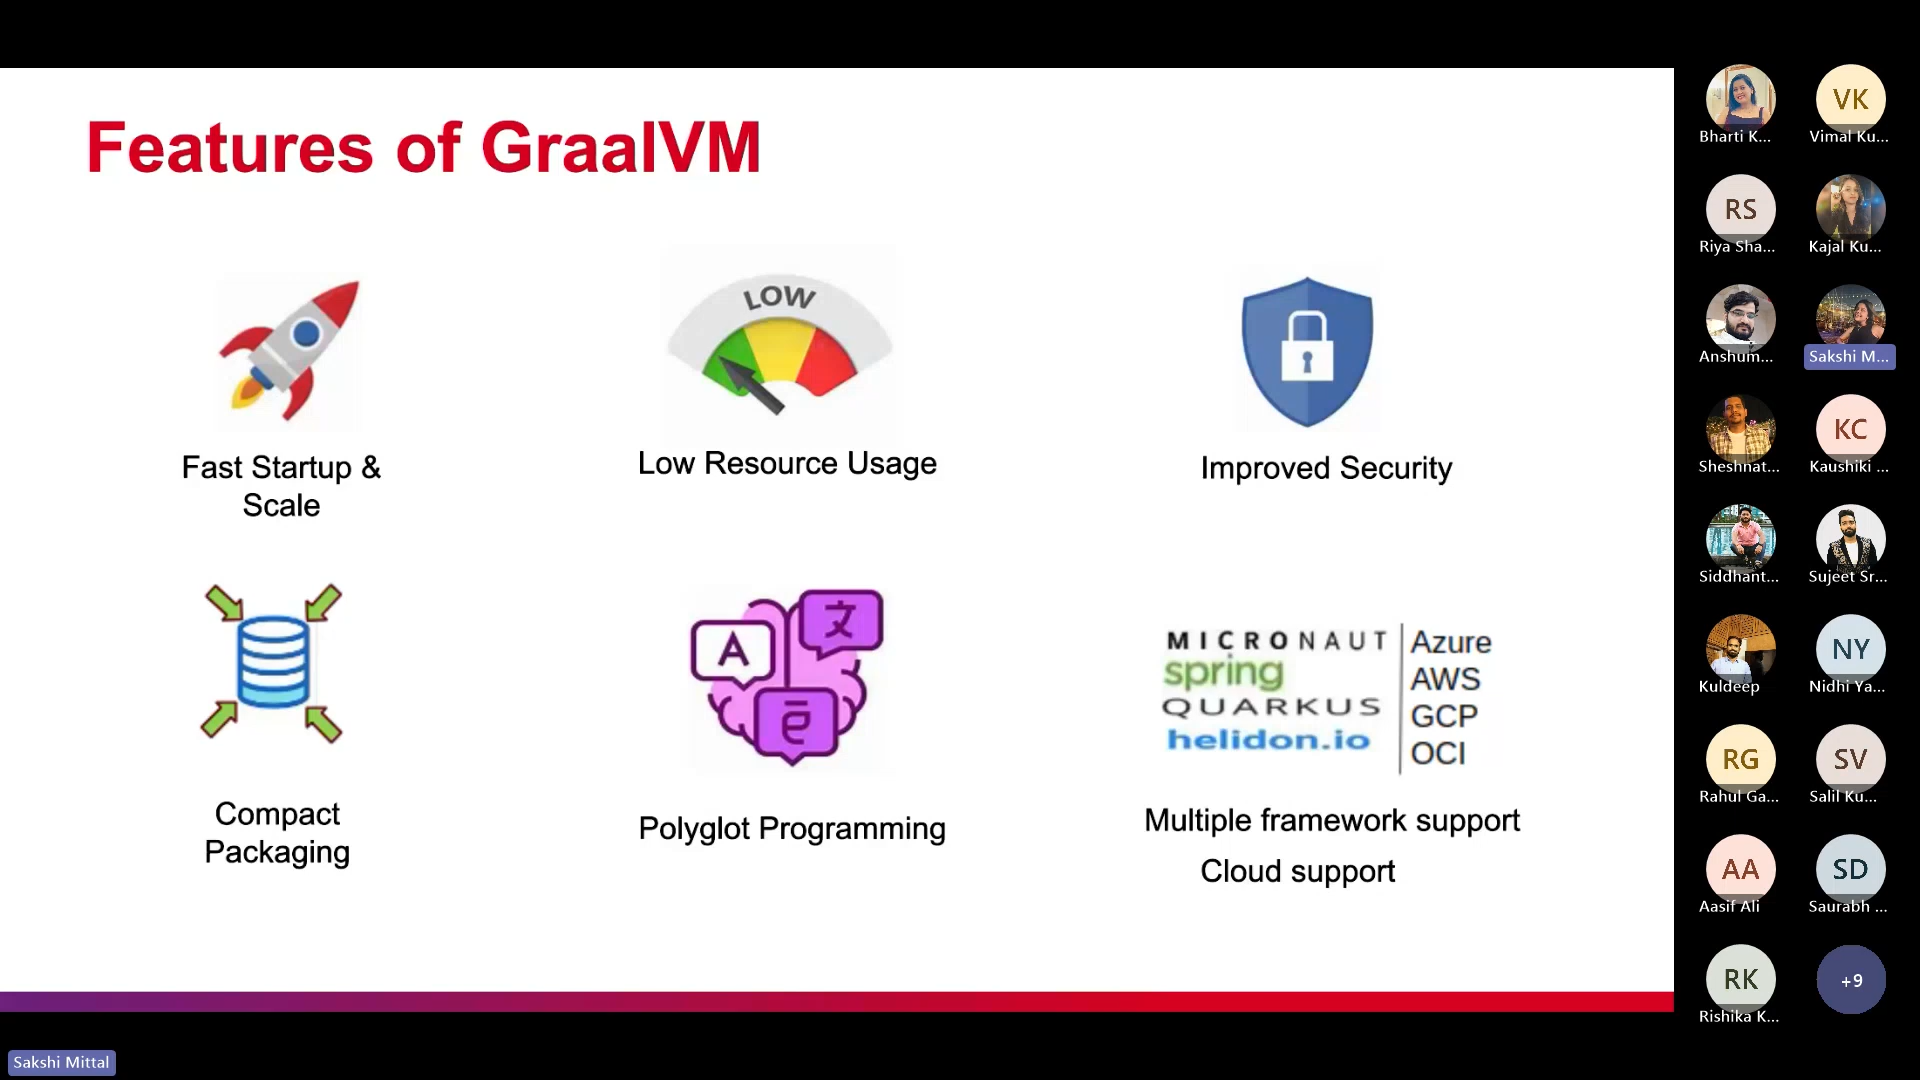 Features of GraalVM
LOW
Fast Startup &
Scale
Low Resource Usage
Improved Security
A
文
ē
MICRONAUT
spring
QUARKUS
helidon.io
Azure
AWS
GCP
OCI
Compact
Packaging
Polyglot Programming
Multiple framework support
Cloud support
Bharti K...
VK
Vimal Ku...
RS
Riya Sha...
Kajal Ku...
Anshum...
Sakshi M...
Sheshnat...
KC
Kaushiki ...
Siddhant...
Sujeet Sr...
Kuldeep
NY
Nidhi Ya...
RG
Rahul Ga...
SV
Salil Ku...
AA
Aasif Ali
SD
Saurabh ...
RK
Rishika K...
+9
Sakshi Mittal